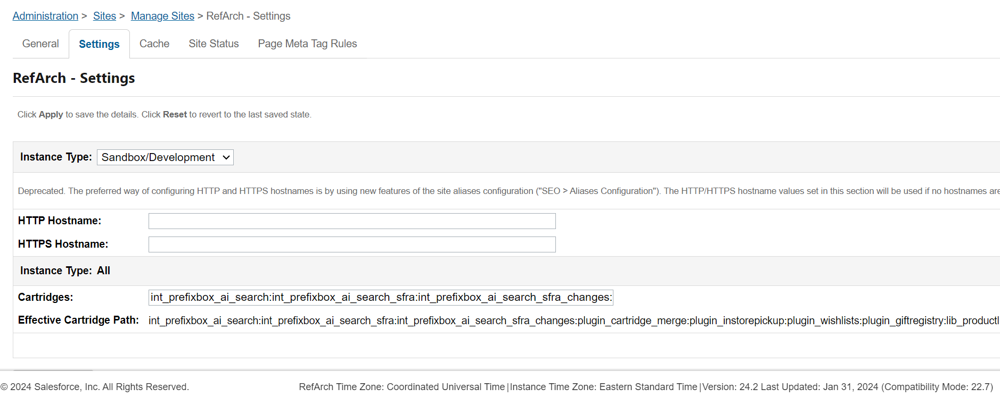 Administration > Sites > Manage Sites > RefArch - Settings
General Settings Cache Site Status Page Meta Tag Rules
RefArch - Settings
Click Apply to save the details. Click Reset to revert to the last saved state.
Instance Type: Sandbox/Development
Deprecated. The preferred way of configuring HTTP and HTTPS hostnames is by using new features of the site aliases configuration ("SEO > Aliases Configuration"). The HTTP/HTTPS hostname values set in this section will be used if no hostnames are
HTTP Hostname:
HTTPS Hostname:
Instance Type: All
Cartridges: int_prefixbox_ai_search:int_prefixbox_ai_search_sfra:int_prefixbox_ai_search_sfra_changes:
Effective Cartridge Path: int_prefixbox_ai_search:int_prefixbox_ai_search_sfra:int_prefixbox_ai_search_sfra_changes:plugin_cartridge_merge:plugin_instorepickup:plugin_wishlists:plugin_giftregistry:lib_productl
© 2024 Salesforce, Inc. All Rights Reserved. RefArch Time Zone: Coordinated Universal Time|Instance Time Zone: Eastern Standard Time|Version: 24.2 Last Updated: Jan 31, 2024 (Compatibility Mode: 22.7)